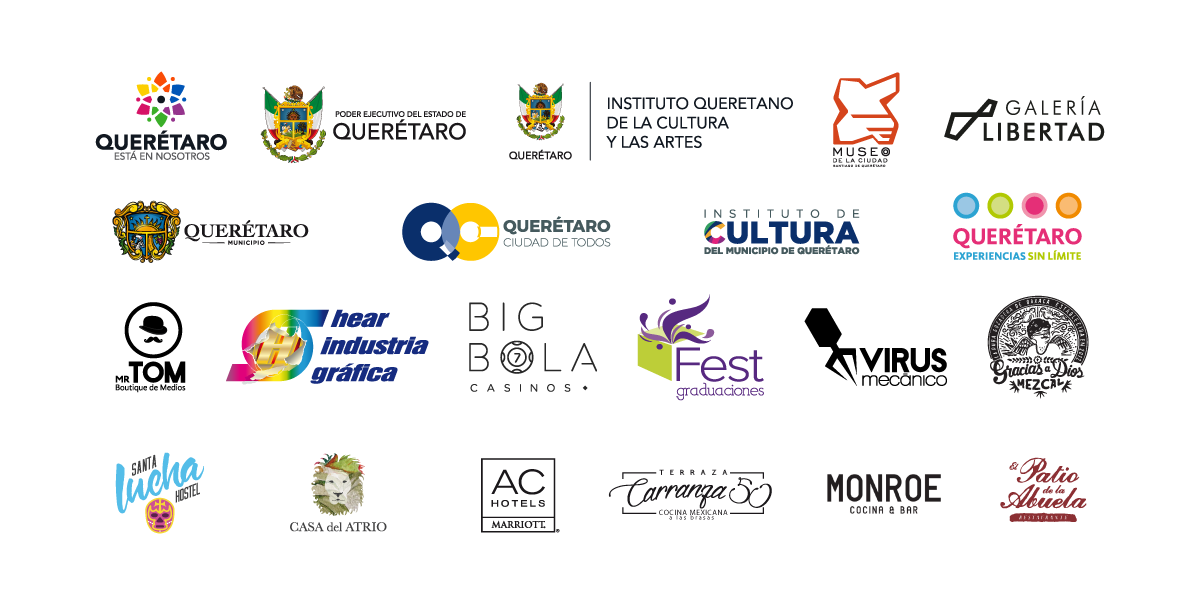 QUERÉTARO
ESTÁ EN NOSOTROS
PODER EJECUTIVO DEL ESTADO DE
QUERÉTARO
QUERÉTARO
INSTITUTO QUERETANO
DE LA CULTURA
Y LAS ARTES
MUSEO
DE LA CIUDAD
SANTIAGO DE QUERÉTARO
GALERÍA
LIBERTAD
QUERÉTARO
MUNICIPIO
QUERÉTARO
CIUDAD DE TODOS
INSTITUTO DE
CULTURA
DEL MUNICIPIO DE QUERÉTARO
QUERÉTARO
EXPERIENCIAS SIN LÍMITE
MR TOM
Boutique de Medios
hear
industria
gráfica
BIG
BOLA
7
CASINOS
Fest
graduaciones
VIRUS
mecánico
Gracias a Dios
MEZCAL
SANTA
lucha
HOSTEL
CASA del ATRIO
AC
HOTELS
MARRIOTT®
TERRAZA
Carranza 50
COCINA MEXICANA
a las brasas
MONROE
COCINA & BAR
El Patio
de la
Abuela
RESTAURANTE